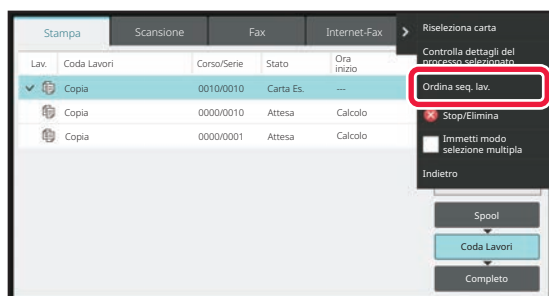 Stampa Scansione Fax Internet-Fax
Lav. Coda Lavori Corso/Serie Stato Ora inizio
Copia 0010/0010 Carta Es. ---
Copia 0000/0010 Attesa Calcolo
Copia 0000/0001 Attesa Calcolo
Riseleziona carta
Controlla dettagli del
processo selezionato
Ordina seq. lav.
Stop/Elimina
Immetti modo
selezione multipla
Indietro
Spool
Coda Lavori
Completo